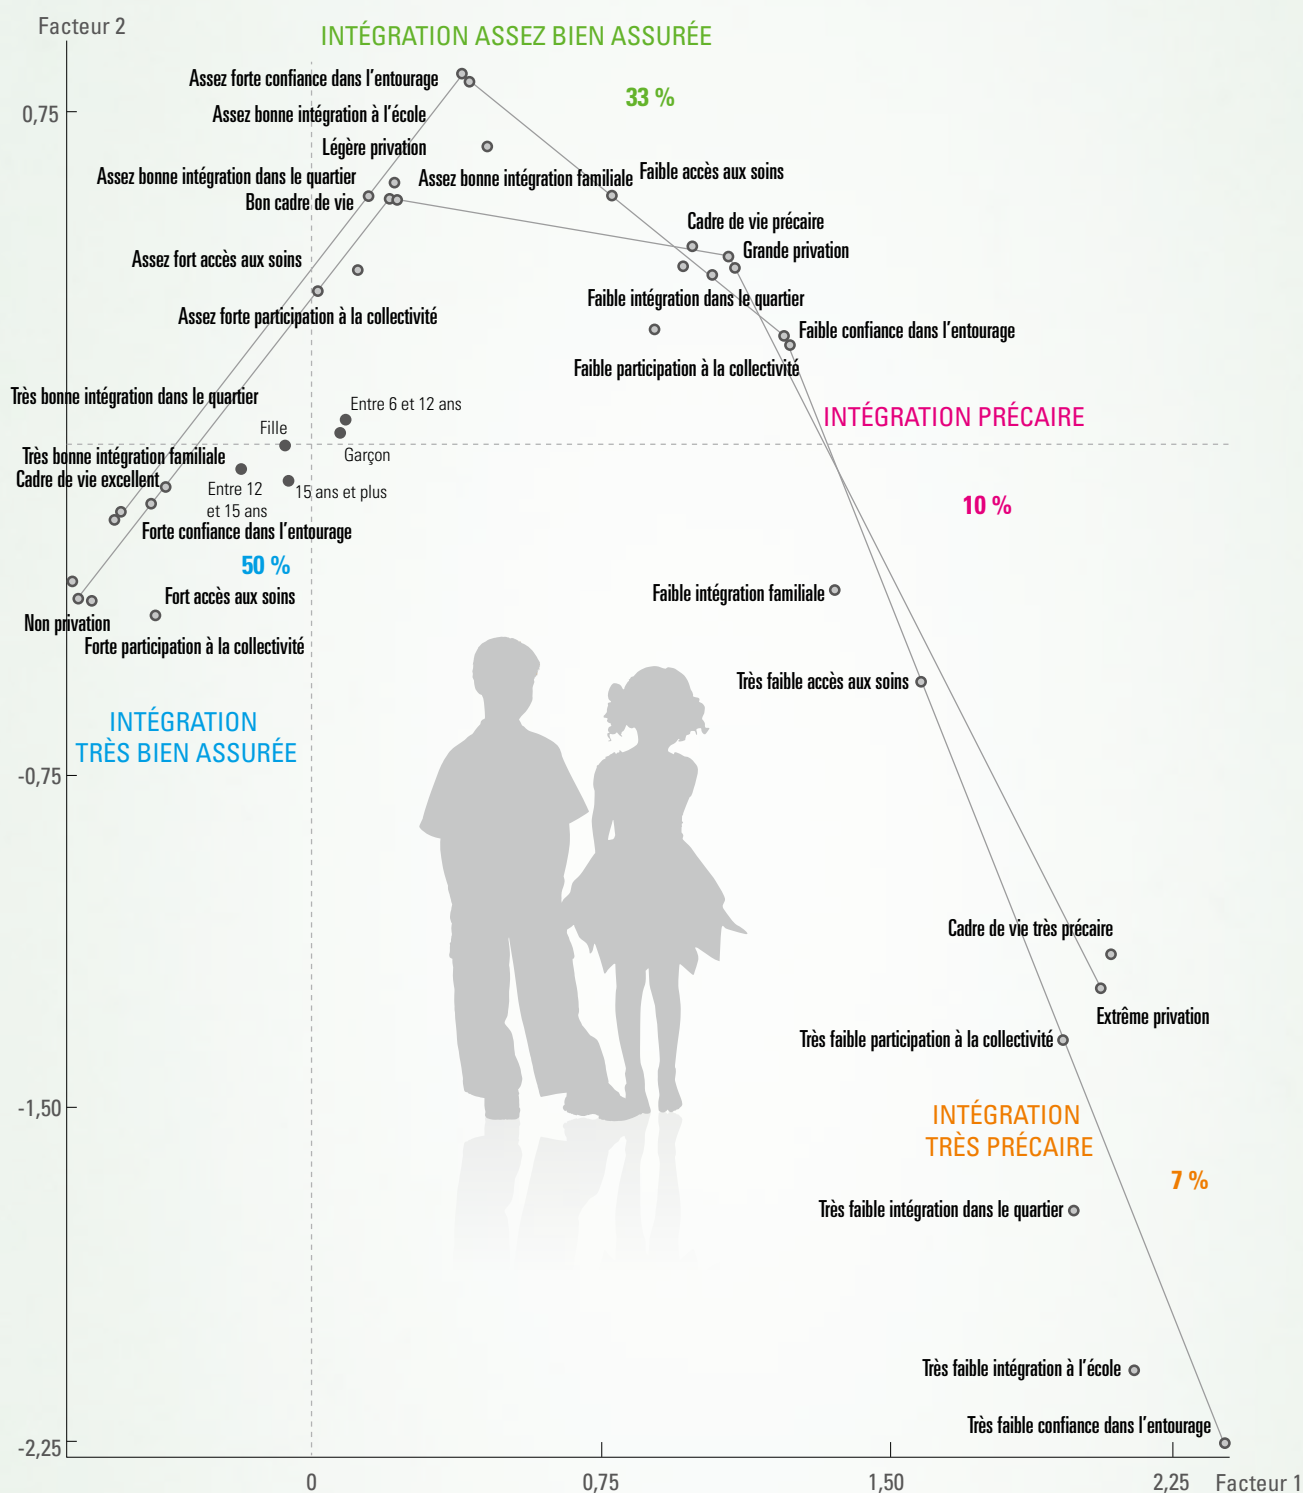 Facteur 2
INTÉGRATION ASSEZ BIEN ASSURÉE
Assez forte confiance dans l'entourage
33 %
0,75
Assez bonne intégration à l'école
Légère privation
Assez bonne intégration dans le quartier
Assez bonne intégration familiale
Faible accès aux soins
Bon cadre de vie
Cadre de vie précaire
Grande privation
Assez fort accès aux soins
Faible intégration dans le quartier
Assez forte participation à la collectivité
Faible confiance dans l'entourage
Faible participation à la collectivité
Très bonne intégration dans le quartier
Entre 6 et 12 ans
INTÉGRATION PRÉCAIRE
Fille
Garçon
Très bonne intégration familiale
Cadre de vie excellent
Entre 12
et 15 ans
15 ans et plus
10 %
Forte confiance dans l'entourage
50 %
Fort accès aux soins
Faible intégration familiale
Non privation
Forte participation à la collectivité
Très faible accès aux soins
INTÉGRATION
TRÈS BIEN ASSURÉE
-0,75
Cadre de vie très précaire
Extrême privation
Très faible participation à la collectivité
-1,50
INTÉGRATION
TRÈS PRÉCAIRE
7 %
Très faible intégration dans le quartier
Très faible intégration à l'école
Très faible confiance dans l'entourage
-2,25
0
0,75
1,50
2,25
Facteur 1